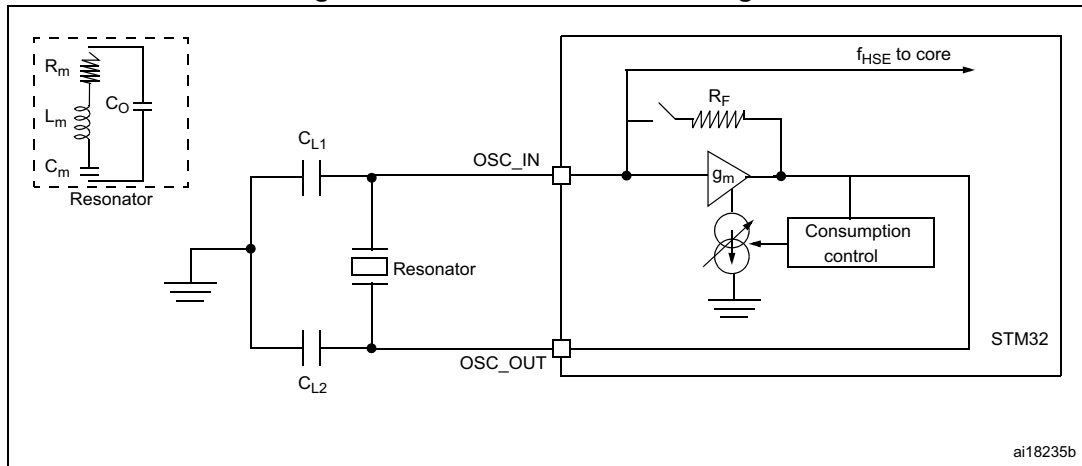 R_m
L_m
C_O
C_m
Resonator
C_L1
C_L2
Resonator
OSC_IN
OSC_OUT
f_HSE to core
R_F
g_m
Consumption
control
STM32
ai18235b